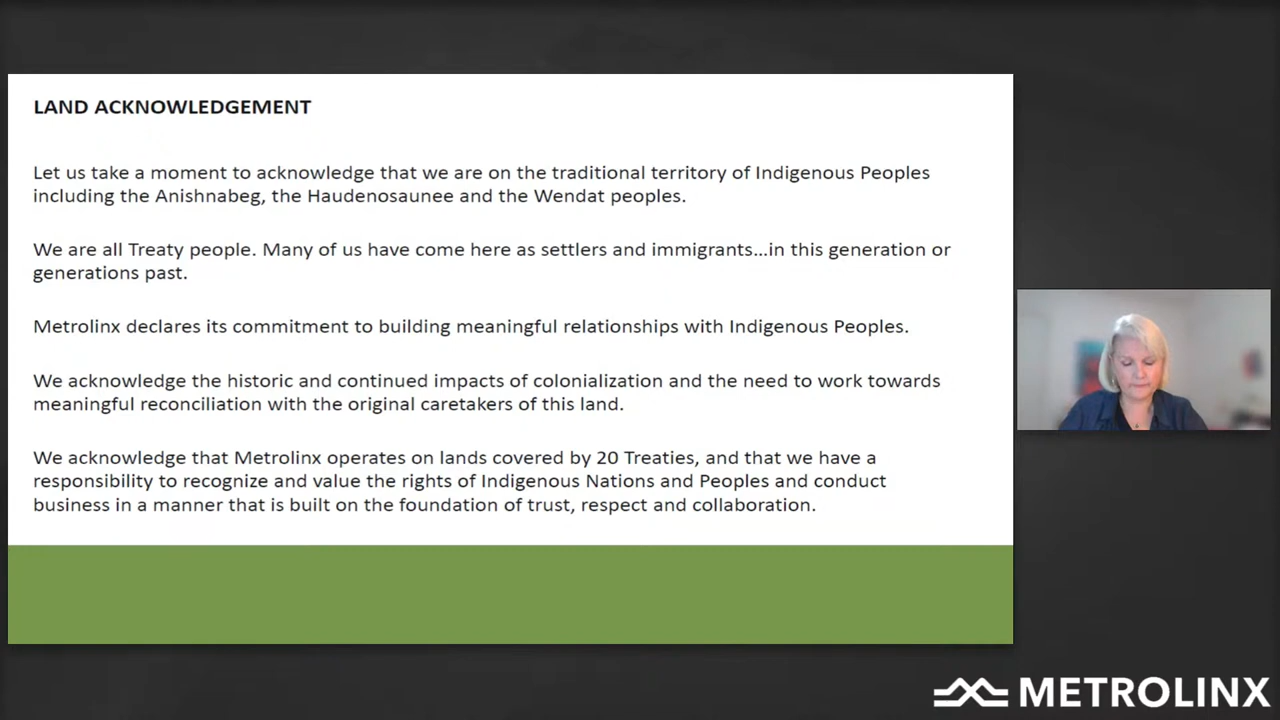 LAND ACKNOWLEDGEMENT
Let us take a moment to acknowledge that we are on the traditional territory of Indigenous Peoples
including the Anishnabeg, the Haudenosaunee and the Wendat peoples.
We are all Treaty people. Many of us have come here as settlers and immigrants...in this generation or
generations past.
Metrolinx declares its commitment to building meaningful relationships with Indigenous Peoples.
We acknowledge the historic and continued impacts of colonialization and the need to work towards
meaningful reconciliation with the original caretakers of this land.
We acknowledge that Metrolinx operates on lands covered by 20 Treaties, and that we have a
responsibility to recognize and value the rights of Indigenous Nations and Peoples and conduct
business in a manner that is built on the foundation of trust, respect and collaboration.
METROLINX